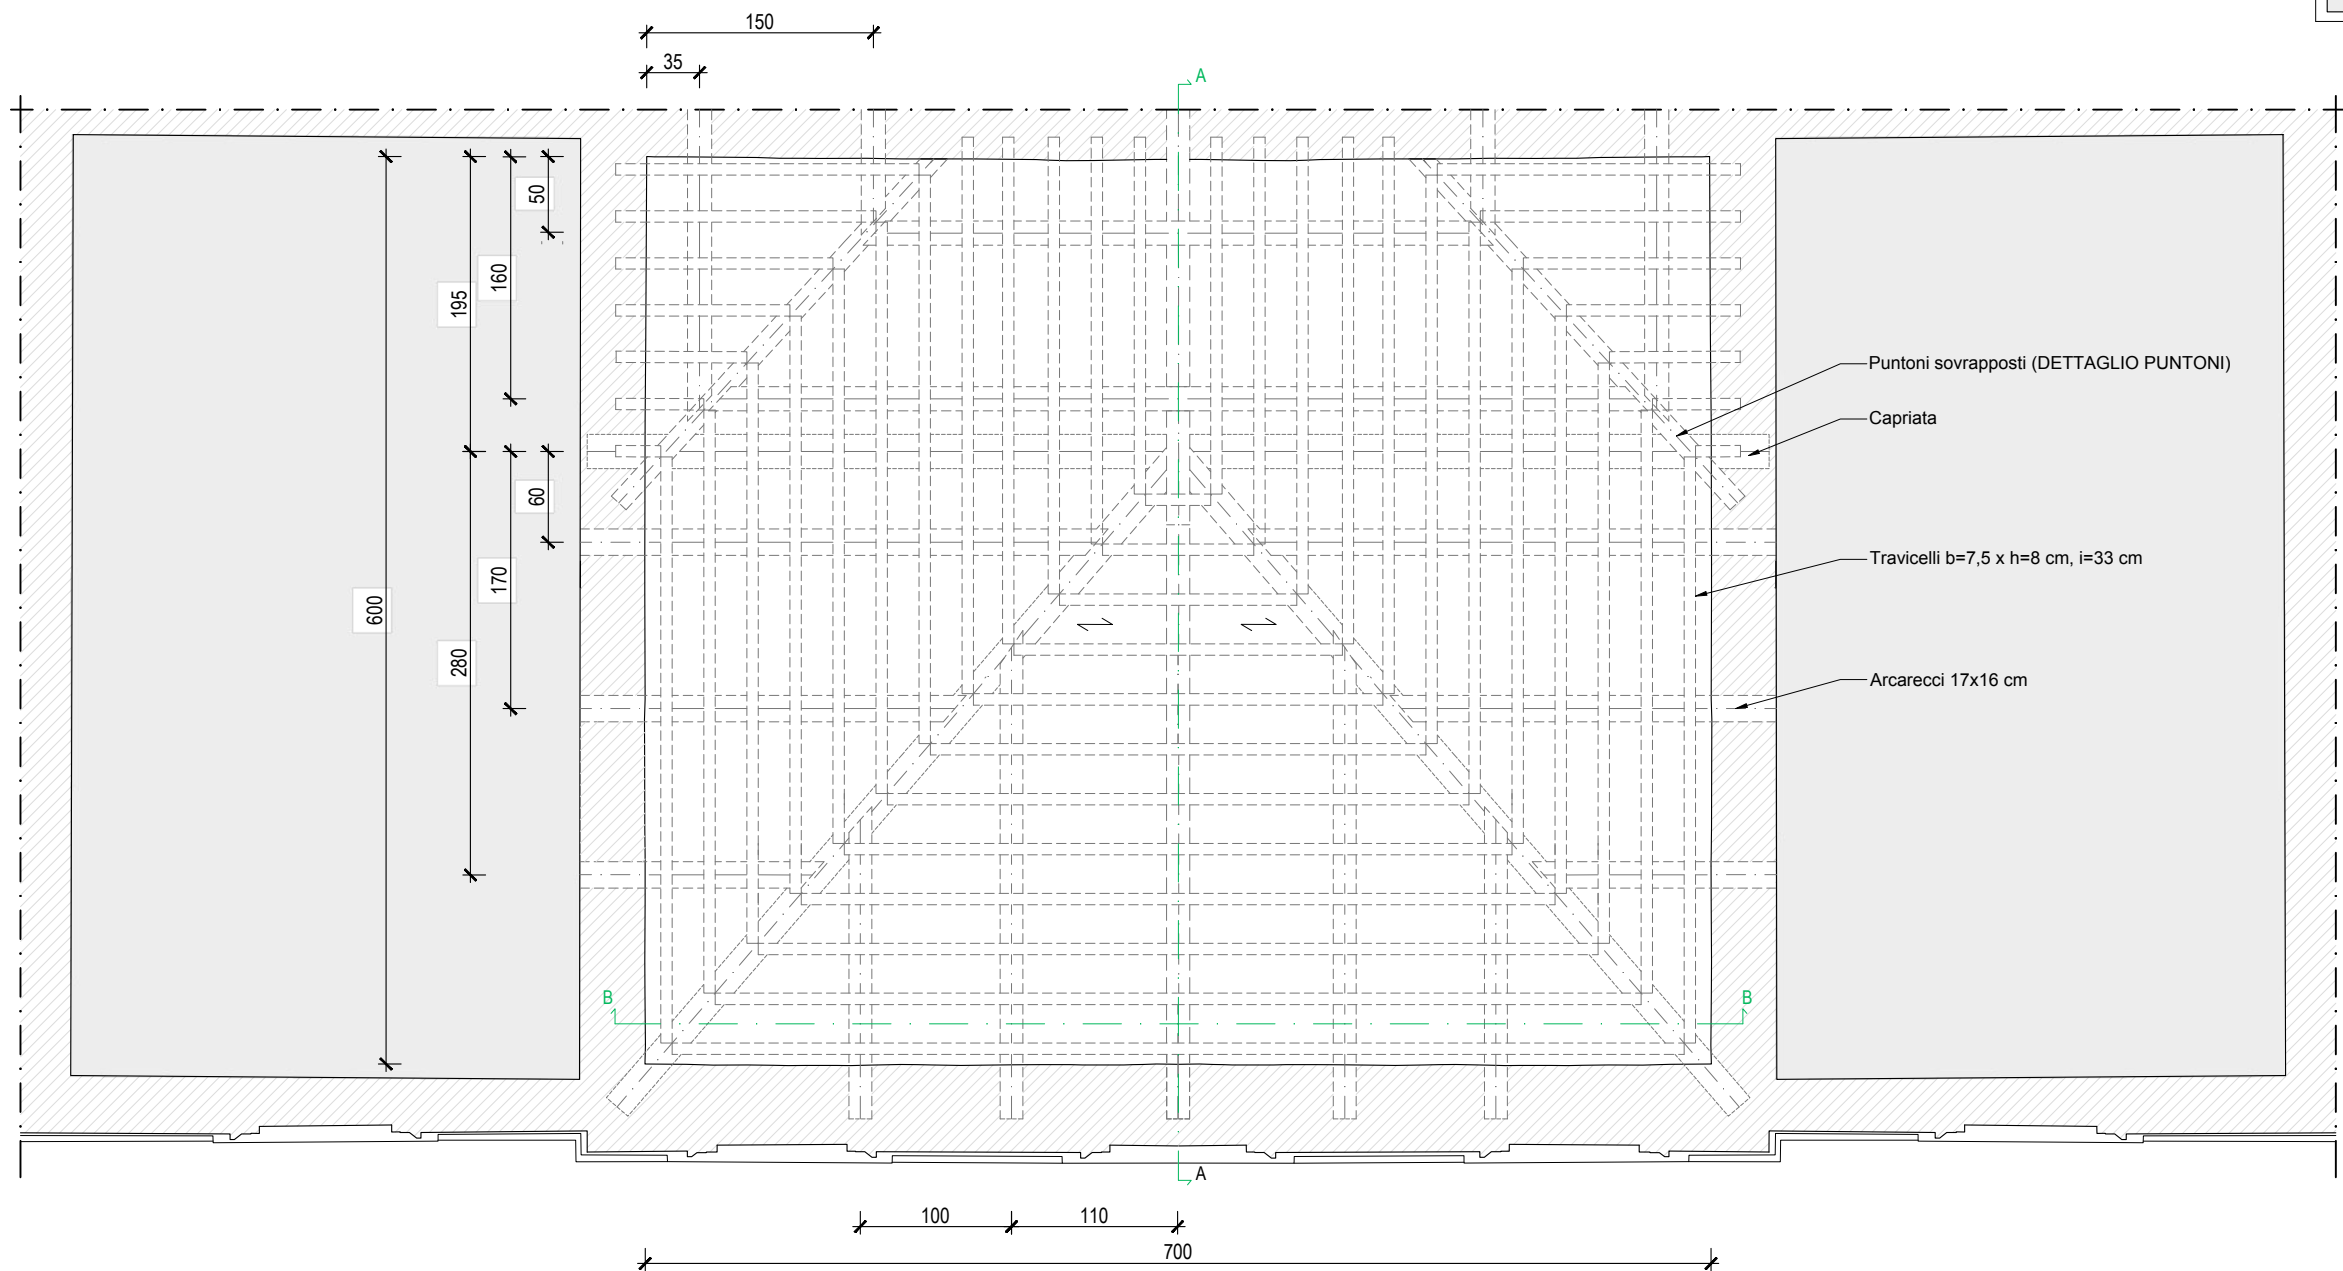 150
35
A
50
160
195
Puntoni sovrapposti (DETTAGLIO PUNTONI)
Capriata
60
Travicelli b=7,5 x h=8 cm, i=33 cm
170
600
280
Arcarecci 17x16 cm
B
B
A
100
110
700